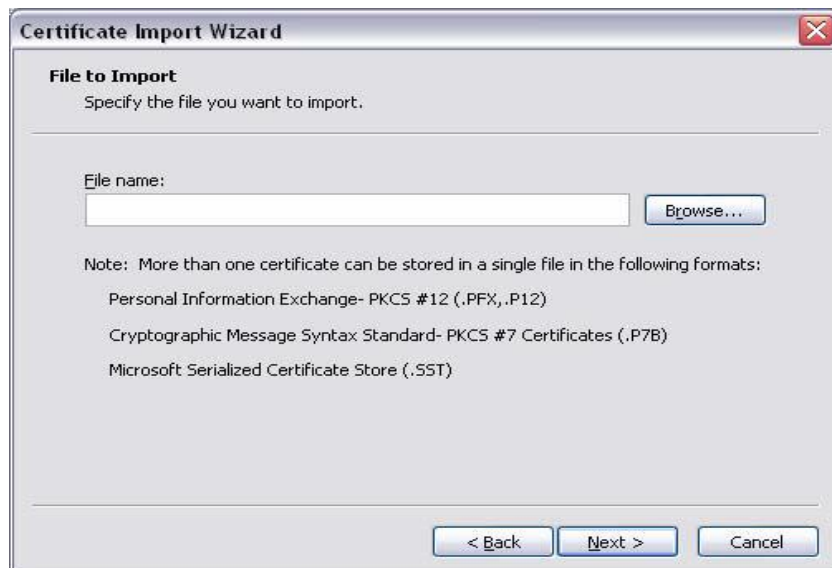 Certificate Import Wizard
File to Import
Specify the file you want to import.
File name:
Browse...
Note:  More than one certificate can be stored in a single file in the following formats:
Personal Information Exchange- PKCS #12 (.PFX,.P12)
Cryptographic Message Syntax Standard- PKCS #7 Certificates (.P7B)
Microsoft Serialized Certificate Store (.SST)
< Back
Next >
Cancel